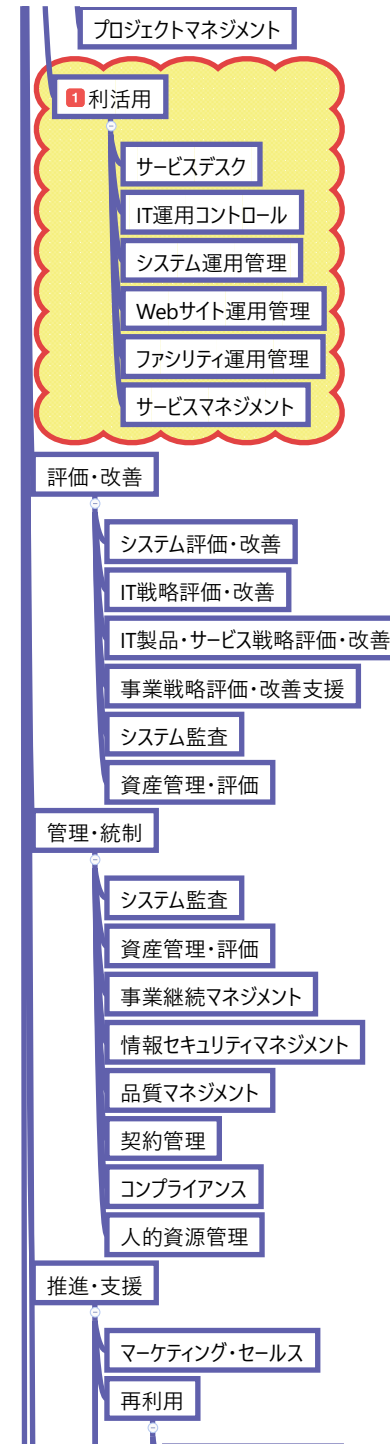 プロジェクトマネジメント
1 利活用
サービスデスク
IT運用コントロール
システム運用管理
Webサイト運用管理
ファシリティ運用管理
サービスマネジメント
評価・改善
システム評価・改善
IT戦略評価・改善
IT製品・サービス戦略評価・改善
事業戦略評価・改善支援
システム監査
資産管理・評価
管理・統制
システム監査
資産管理・評価
事業継続マネジメント
情報セキュリティマネジメント
品質マネジメント
契約管理
コンプライアンス
人的資源管理
推進・支援
マーケティング・セールス
再利用